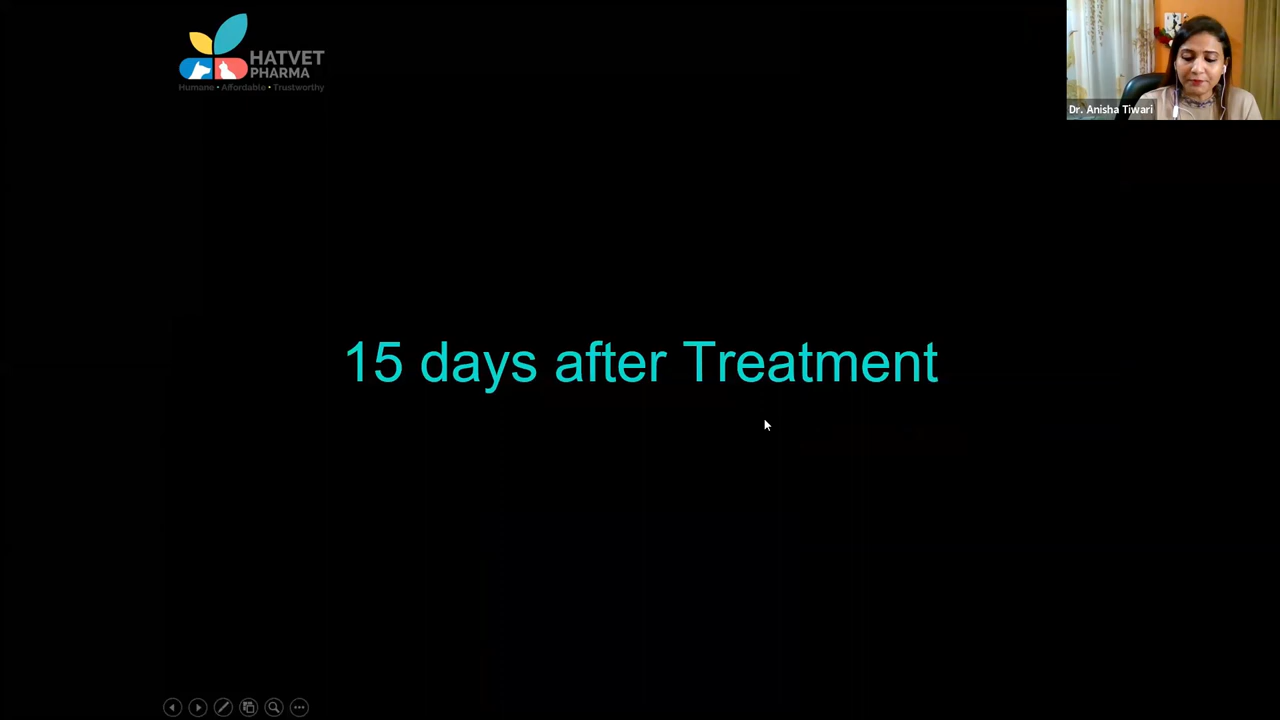 HATVET
PHARMA
Humane • Affordable • Trustworthy
Dr. Anisha Tiwari
15 days after Treatment